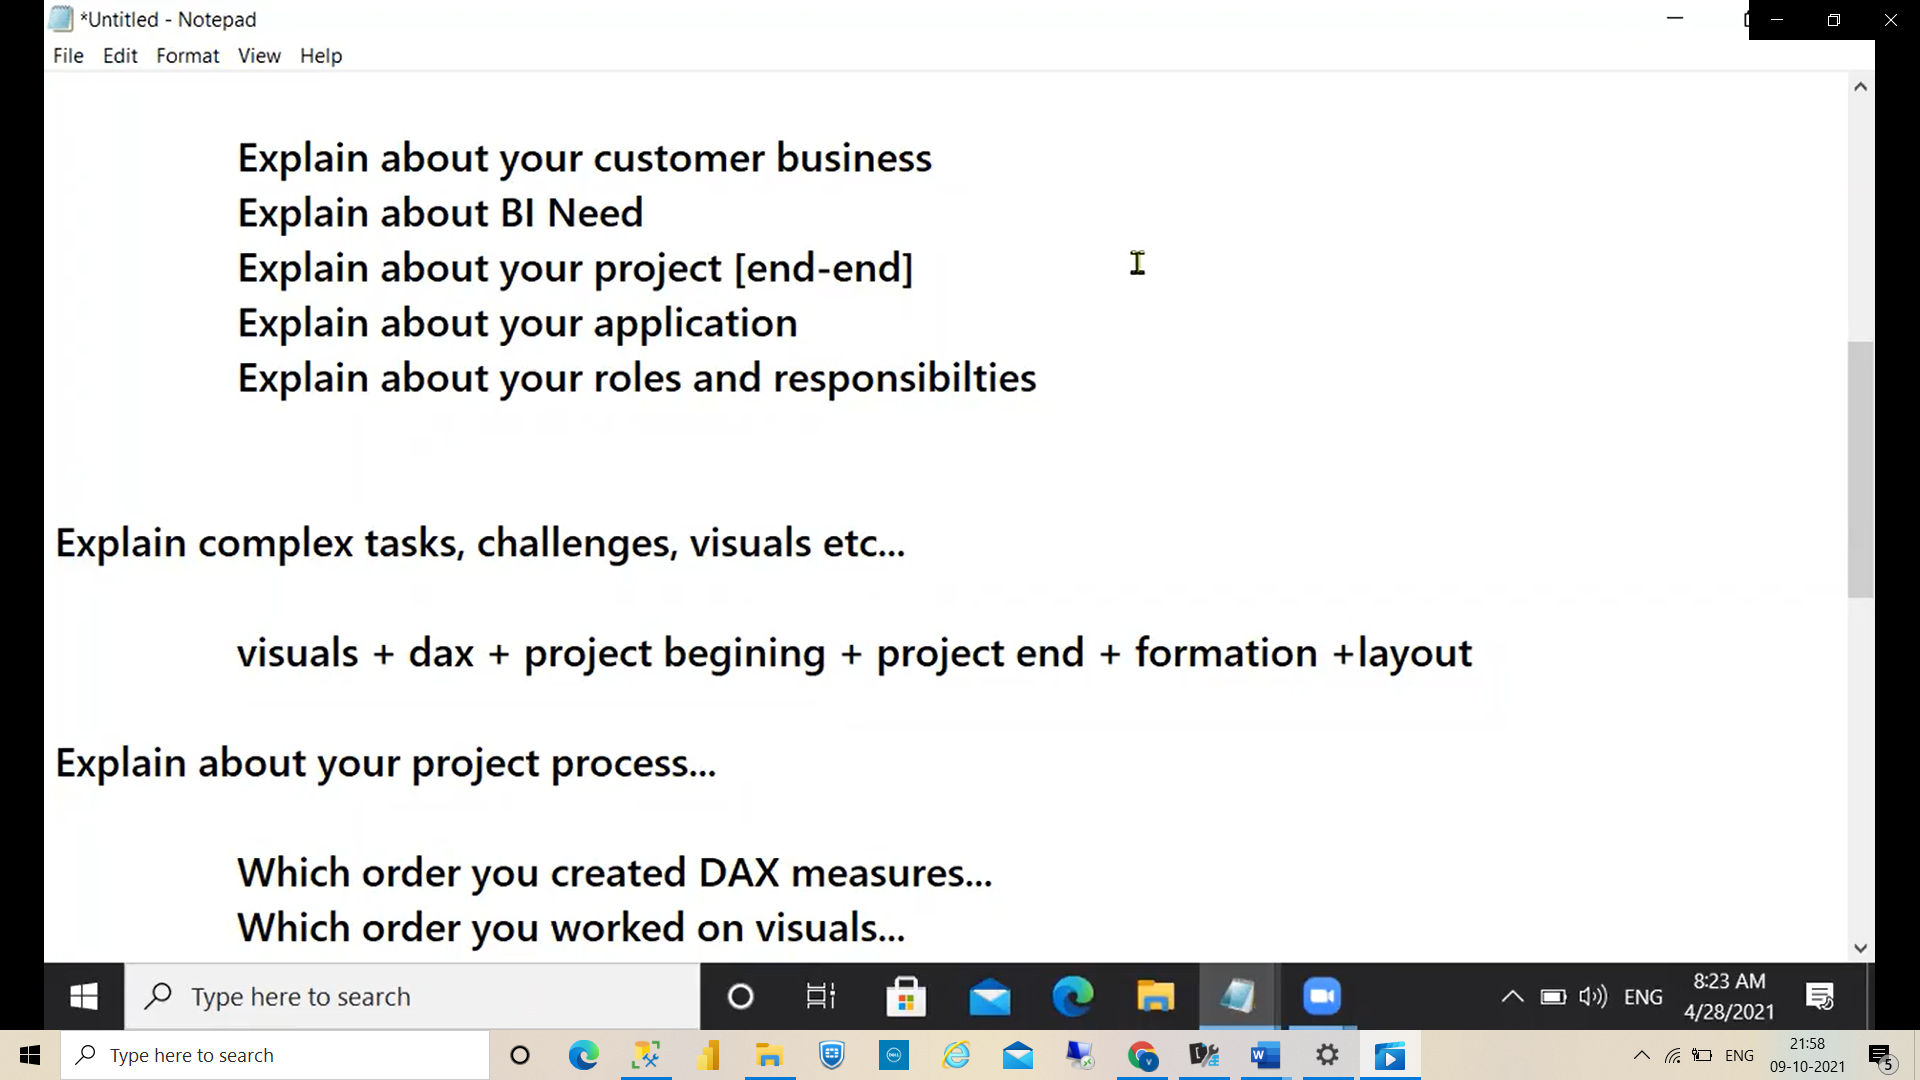 *Untitled - Notepad
File Edit Format View Help
Explain about your customer business
Explain about BI Need
Explain about your project [end-end]
Explain about your application
Explain about your roles and responsibilties
Explain complex tasks, challenges, visuals etc...
visuals + dax + project begining + project end + formation +layout
Explain about your project process...
Which order you created DAX measures...
Which order you worked on visuals...
Type here to search
ENG
8:23 AM
4/28/2021
Type here to search
ENG
21:58
09-10-2021
5